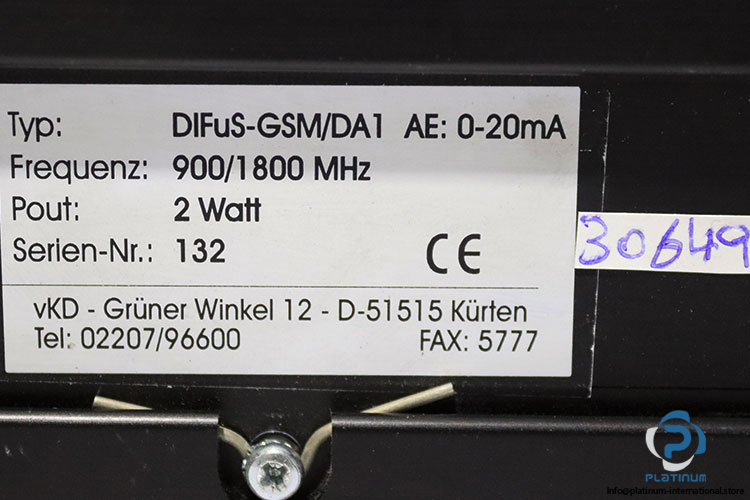 Typ: DIFuS-GSM/DA1 AE: 0-20mA
Frequenz: 900/1800 MHz
Pout: 2 Watt
Serien-Nr.: 132 CE
30649
vKD - Grüner Winkel 12 - D-51515 Kürten
Tel: 02207/96600 FAX: 5777
PLATINUM
info@platinum-international.store